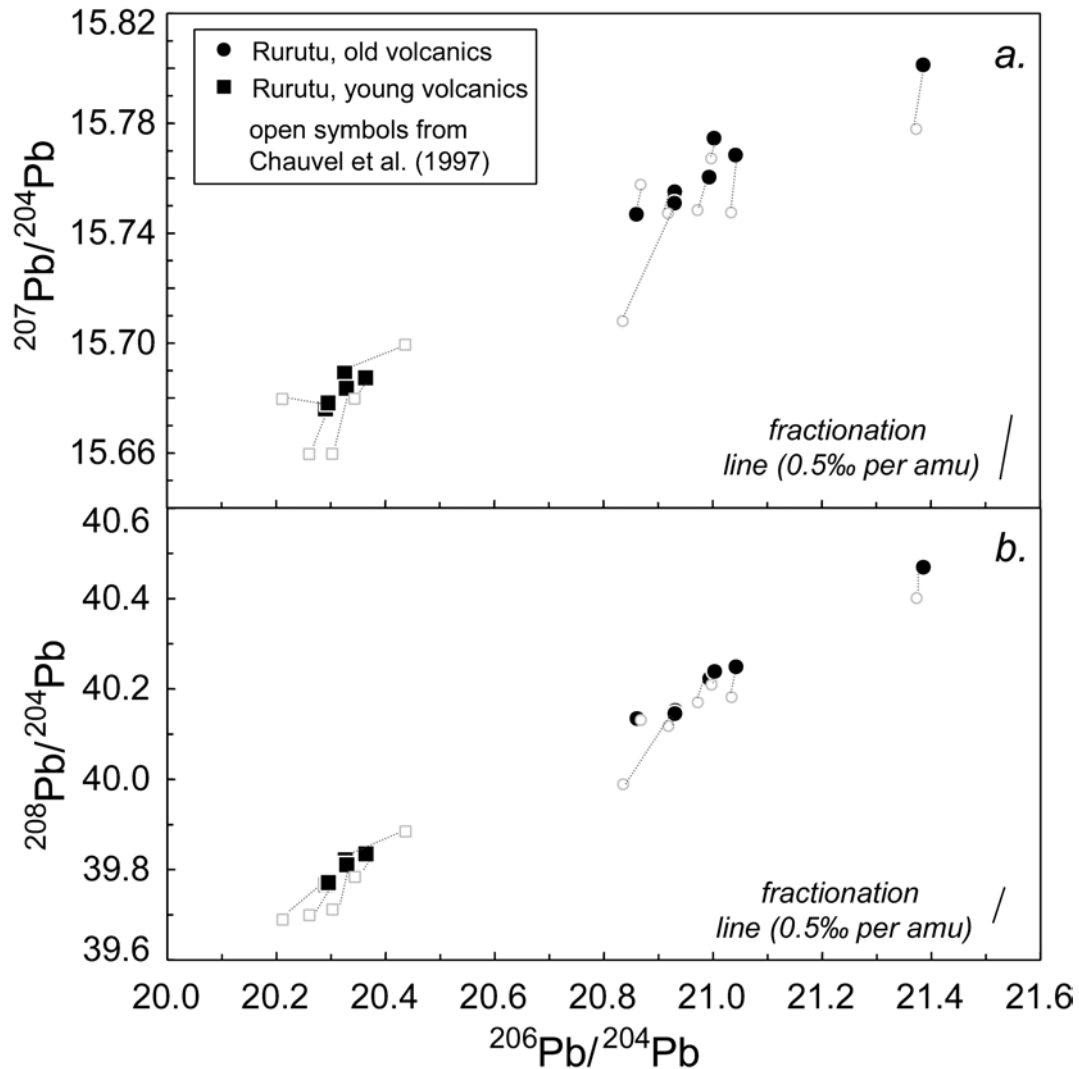 15.82
15.78
15.74
15.70
15.66
²⁰⁷Pb/²⁰⁴Pb
Rurutu, old volcanics
Rurutu, young volcanics
open symbols from
Chauvel et al. (1997)
a.
fractionation
line (0.5‰ per amu)
40.6
40.4
40.2
40.0
39.8
39.6
²⁰⁸Pb/²⁰⁴Pb
b.
fractionation
line (0.5‰ per amu)
20.0 20.2 20.4 20.6 20.8 21.0 21.2 21.4 21.6
²⁰⁶Pb/²⁰⁴Pb